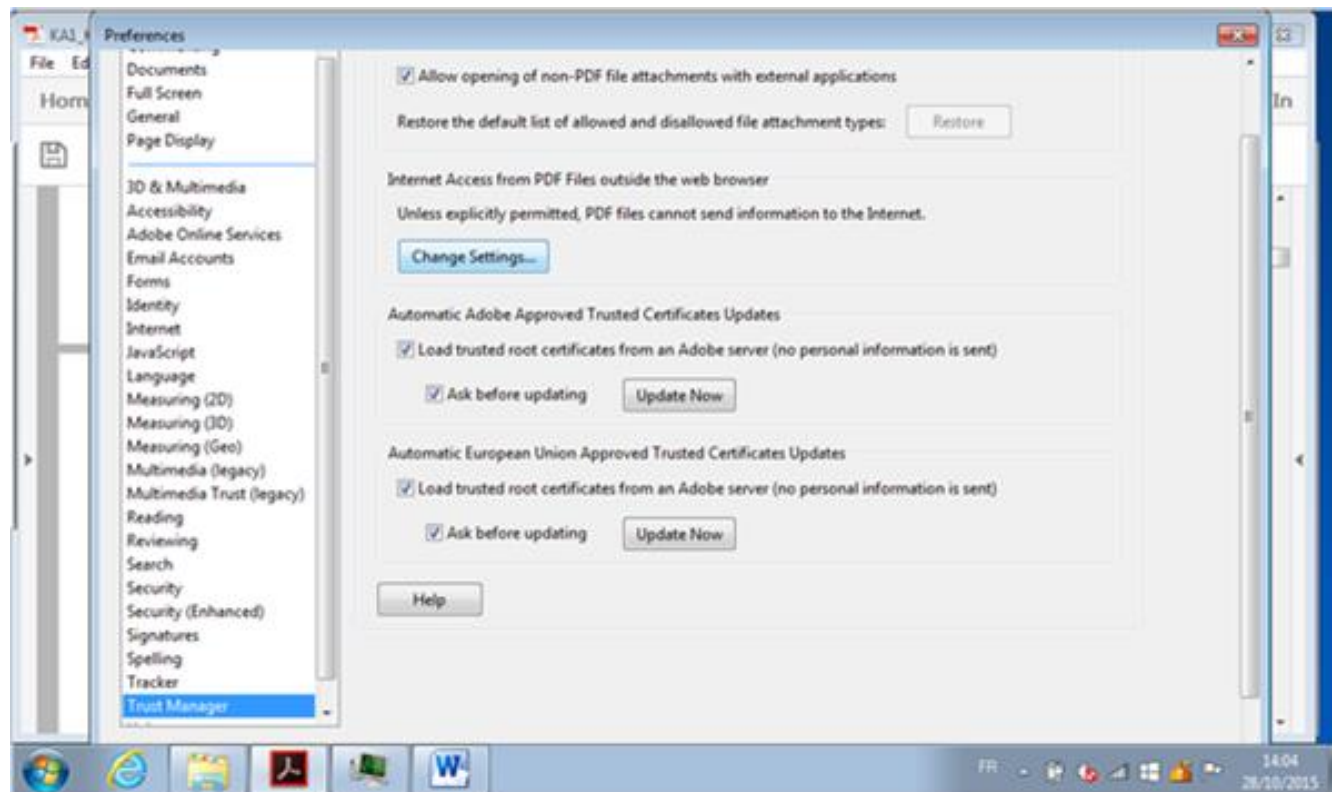 KAI_
Preferences
File Ed
Hom
In
Documents
Full Screen
General
Page Display
3D & Multimedia
Accessibility
Adobe Online Services
Email Accounts
Forms
Identity
Internet
JavaScript
Language
Measuring (2D)
Measuring (3D)
Measuring (Geo)
Multimedia (legacy)
Multimedia Trust (legacy)
Reading
Reviewing
Search
Security
Security (Enhanced)
Signatures
Spelling
Tracker
Trust Manager
Allow opening of non-PDF file attachments with external applications
Restore the default list of allowed and disallowed file attachment types: Restore
Internet Access from PDF Files outside the web browser
Unless explicitly permitted, PDF files cannot send information to the Internet.
Change Settings...
Automatic Adobe Approved Trusted Certificates Updates
Load trusted root certificates from an Adobe server (no personal information is sent)
Ask before updating Update Now
Automatic European Union Approved Trusted Certificates Updates
Load trusted root certificates from an Adobe server (no personal information is sent)
Ask before updating Update Now
Help
W
FR
14:04
28/10/2015